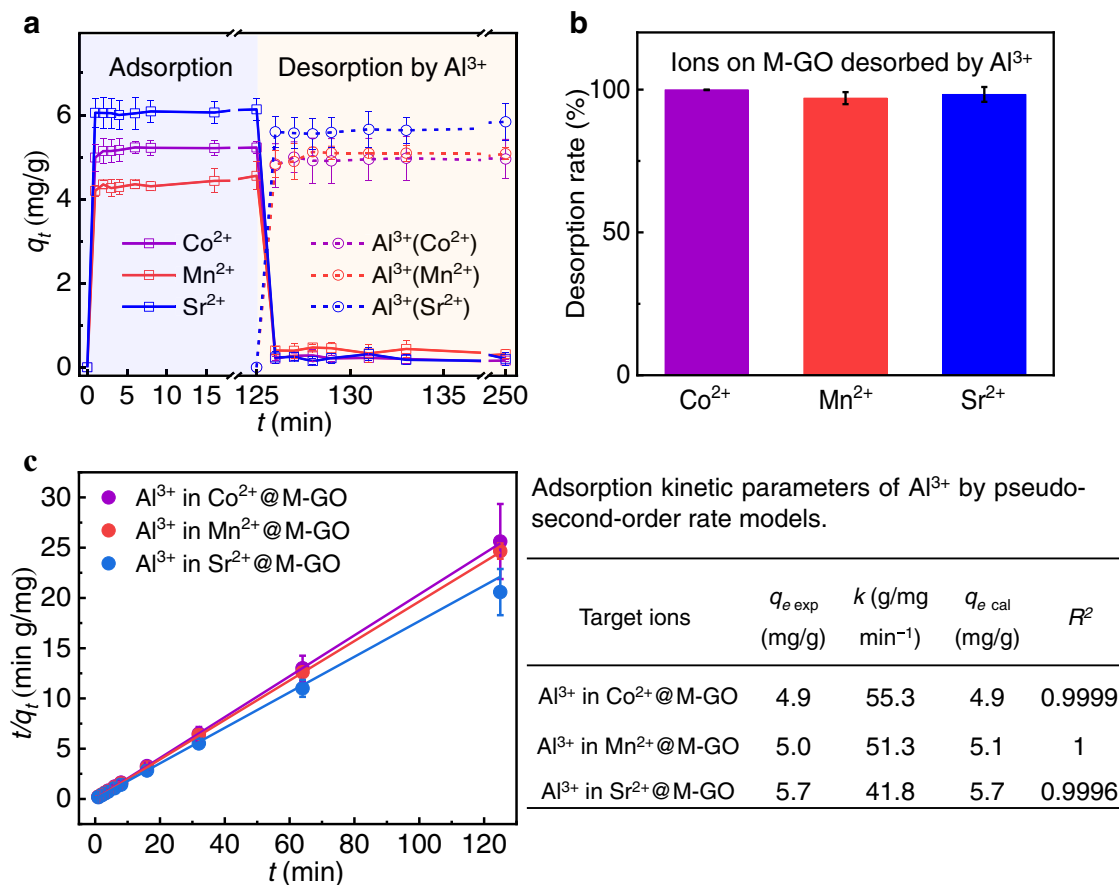 a
Adsorption
Desorption by Al³⁺
qₜ (mg/g)
6
4
2
0
Co²⁺
Mn²⁺
Sr²⁺
Al³⁺(Co²⁺)
Al³⁺(Mn²⁺)
Al³⁺(Sr²⁺)
0 5 10 15 125 130 135 250
t (min)
b
Ions on M-GO desorbed by Al³⁺
Desorption rate (%)
100
50
0
Co²⁺ Mn²⁺ Sr²⁺
c
Al³⁺ in Co²⁺@M-GO
Al³⁺ in Mn²⁺@M-GO
Al³⁺ in Sr²⁺@M-GO
t/qₜ (min g/mg)
30
25
20
15
10
5
0
0 20 40 60 80 100 120
t (min)
Adsorption kinetic parameters of Al³⁺ by pseudo-
second-order rate models.
Target ions q_e exp (mg/g) k (g/mg min⁻¹) q_e cal (mg/g) R²
Al³⁺ in Co²⁺@M-GO 4.9 55.3 4.9 0.9999
Al³⁺ in Mn²⁺@M-GO 5.0 51.3 5.1 1
Al³⁺ in Sr²⁺@M-GO 5.7 41.8 5.7 0.9996